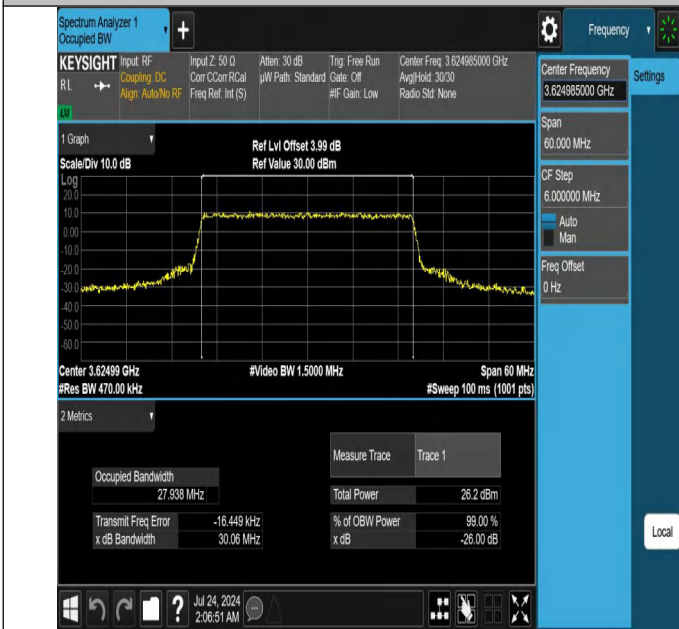 Spectrum Analyzer 1
Occupied BW
+
Frequency
KEYSIGHT
RL
Input: RF
Coupling: DC
Align: Auto/No RF
Input Z: 50 Ω
Corr CCorr RCal
Freq Ref: Int (S)
Atten: 30 dB
µW Path: Standard
Trig: Free Run
Gate: Off
#IF Gain: Low
Center Freq: 3.624985000 GHz
Avg|Hold: 30/30
Radio Std: None
Center Frequency
3.624985000 GHz
Settings
Span
60.000 MHz
CF Step
6.000000 MHz
Auto
Man
Freq Offset
0 Hz
1 Graph
Scale/Div 10.0 dB
Ref Lvl Offset 3.99 dB
Ref Value 30.00 dBm
Log
20.0
10.0
0.00
-10.0
-20.0
-30.0
-40.0
-50.0
-60.0
Center 3.62499 GHz
#Video BW 1.5000 MHz
Span 60 MHz
#Res BW 470.00 kHz
#Sweep 100 ms (1001 pts)
2 Metrics
Measure Trace Trace 1
Occupied Bandwidth
27.938 MHz
Total Power 26.2 dBm
Transmit Freq Error -16.449 kHz
% of OBW Power 99.00 %
x dB Bandwidth 30.06 MHz
x dB -26.00 dB
Local
?
Jul 24, 2024
2:06:51 AM